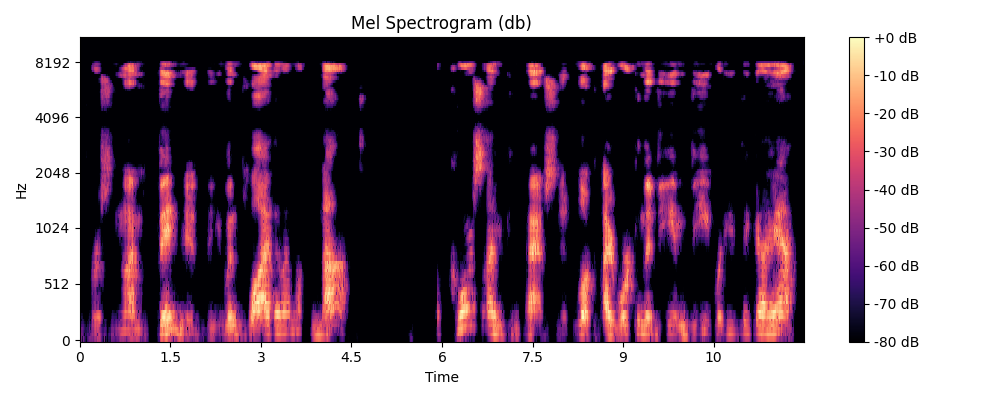 Mel Spectrogram (db)
8192
4096
2048
1024
512
0
Hz
0 1.5 3 4.5 6 7.5 9 10
Time
+0 dB
-10 dB
-20 dB
-30 dB
-40 dB
-50 dB
-60 dB
-70 dB
-80 dB